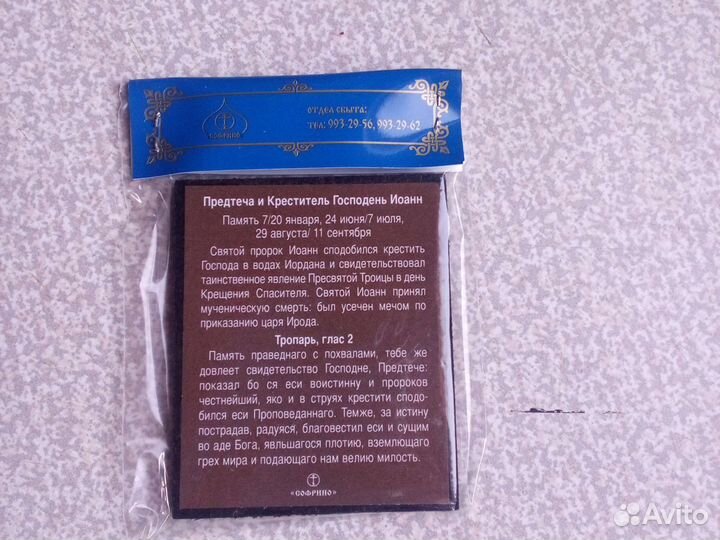 ОТДЕЛ СБЫТА:
ТЕЛ: 993-29-56, 993-29-62
СОФРИНО
Предтеча и Креститель Господень Иоанн
Память 7/20 января, 24 июня/7 июля,
29 августа/ 11 сентября
Святой пророк Иоанн сподобился крестить
Господа в водах Иордана и свидетельствовал
таинственное явление Пресвятой Троицы в день
Крещения Спасителя. Святой Иоанн принял
мученическую смерть: был усечен мечом по
приказанию царя Ирода.
Тропарь, глас 2
Память праведнаго с похвалами, тебе же
довлеет свидетельство Господне, Предтече:
показал бо ся еси воистинну и пророков
честнейший, яко и в струях крестити сподо-
бился еси Проповеданнаго. Темже, за истину
пострадав, радуяся, благовестил еси и сущим
во аде Бога, явльшагося плотию, вземлющаго
грех мира и подающаго нам велию милость.
«СОФРИНО»
Avito